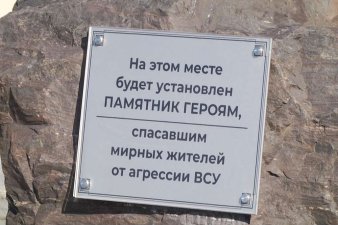 На этом месте
будет установлен
ПАМЯТНИК ГЕРОЯМ,
спасавшим
мирных жителей
от агрессии ВСУ